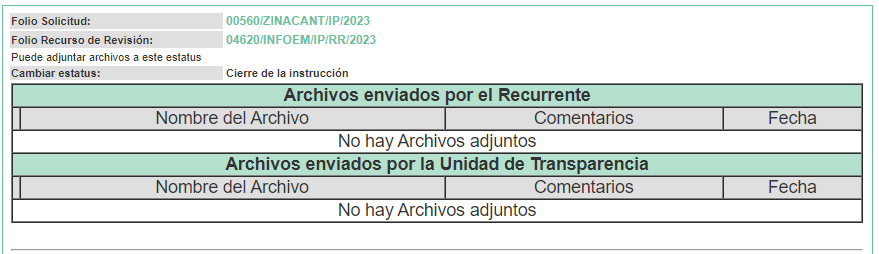 Folio Solicitud: 00560/ZINACANT/IP/2023
Folio Recurso de Revisión: 04620/INFOEM/IP/RR/2023
Puede adjuntar archivos a este estatus
Cambiar estatus: Cierre de la instrucción
Archivos enviados por el Recurrente
Nombre del Archivo Comentarios Fecha
No hay Archivos adjuntos
Archivos enviados por la Unidad de Transparencia
Nombre del Archivo Comentarios Fecha
No hay Archivos adjuntos